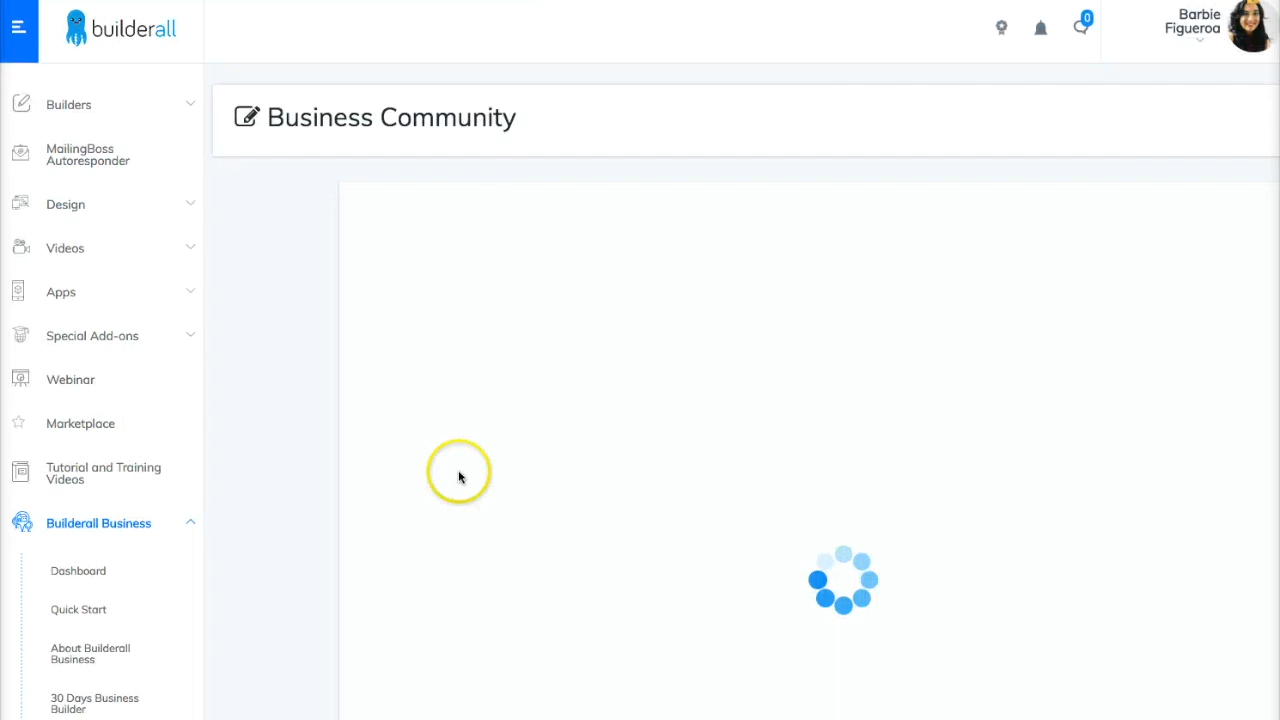 builderall
0
Barbie
Figueroa
Builders
Business Community
MailingBoss
Autoresponder
Design
Videos
Apps
Special Add-ons
Webinar
Marketplace
Tutorial and Training
Videos
Builderall Business
Dashboard
Quick Start
About Builderall
Business
30 Days Business
Builder